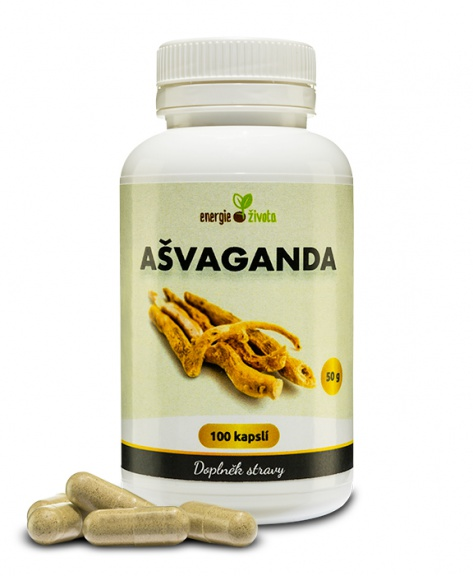 energie života
AŠVAGANDA
50 g
100 kapslí
Doplněk stravy